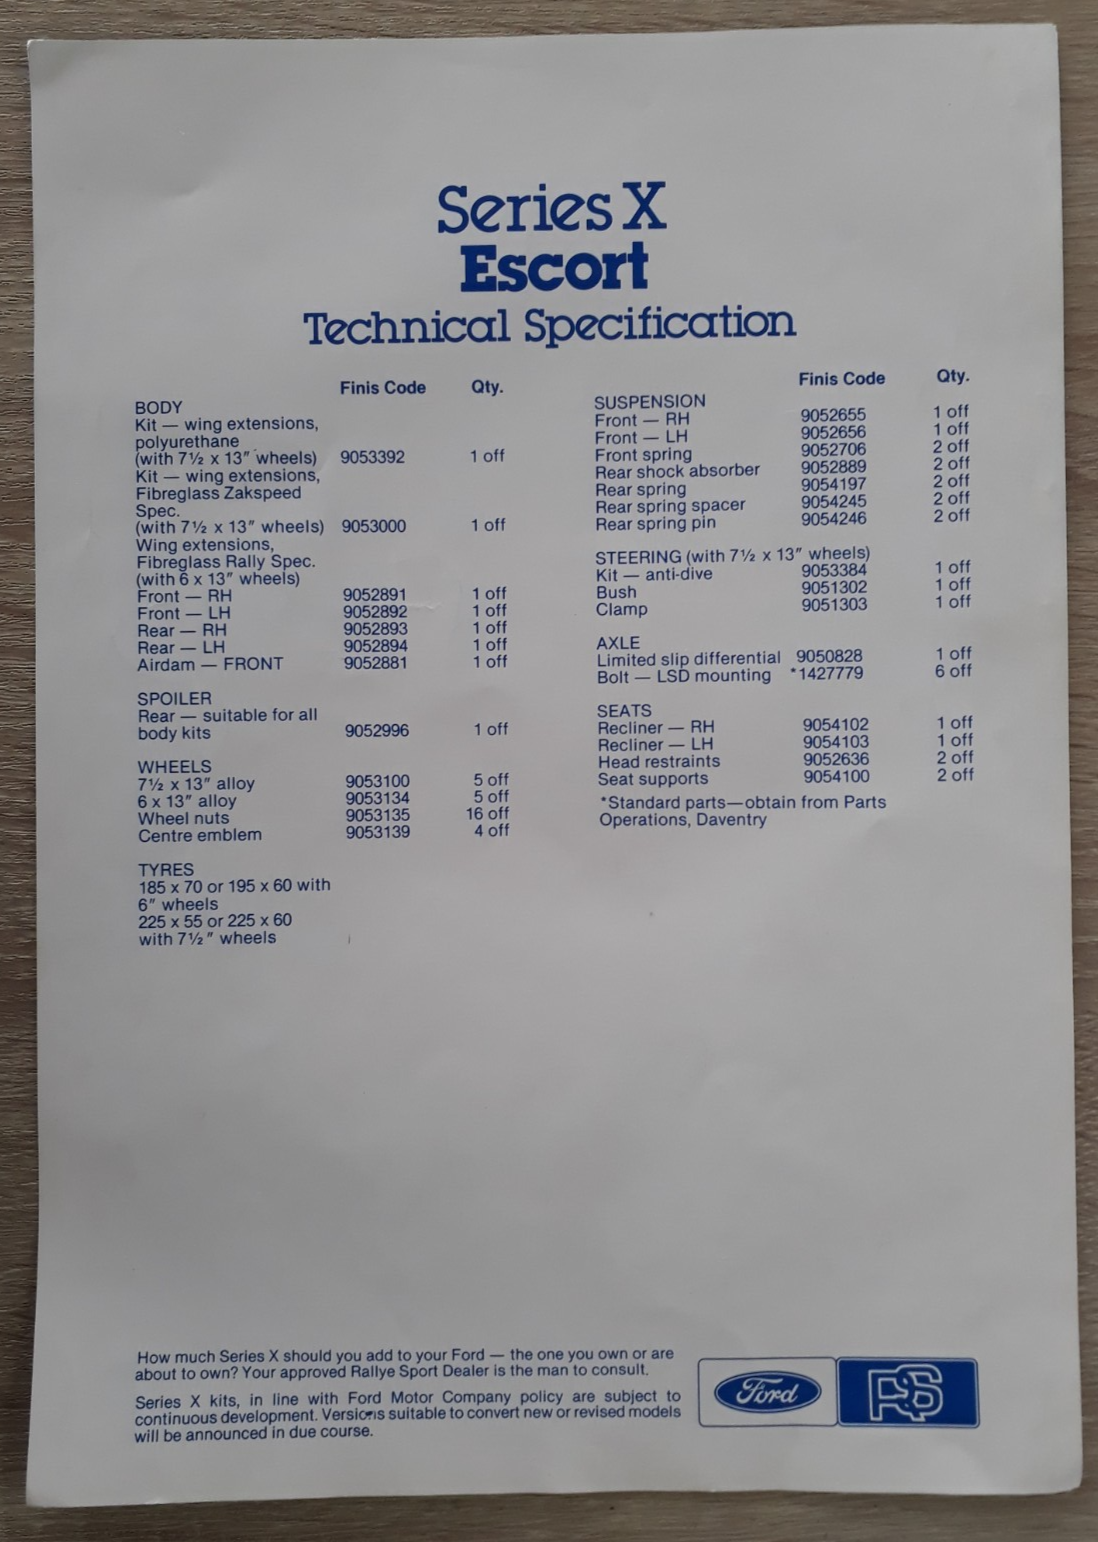 Series X
Escort
Technical Specification
Finis Code Qty.
BODY
Kit — wing extensions,
polyurethane
(with 7½ x 13″ wheels) 9053392 1 off
Kit — wing extensions,
Fibreglass Zakspeed
Spec.
(with 7½ x 13″ wheels) 9053000 1 off
Wing extensions,
Fibreglass Rally Spec.
(with 6 x 13″ wheels)
Front — RH 9052891 1 off
Front — LH 9052892 1 off
Rear — RH 9052893 1 off
Rear — LH 9052894 1 off
Airdam — FRONT 9052881 1 off
SPOILER
Rear — suitable for all
body kits 9052996 1 off
WHEELS
7½ x 13″ alloy 9053100 5 off
6 x 13″ alloy 9053134 5 off
Wheel nuts 9053135 16 off
Centre emblem 9053139 4 off
TYRES
185 x 70 or 195 x 60 with
6″ wheels
225 x 55 or 225 x 60
with 7½″ wheels
Finis Code Qty.
SUSPENSION
Front — RH 9052655 1 off
Front — LH 9052656 1 off
Front spring 9052706 2 off
Rear shock absorber 9052889 2 off
Rear spring 9054197 2 off
Rear spring spacer 9054245 2 off
Rear spring pin 9054246 2 off
STEERING (with 7½ x 13″ wheels)
Kit — anti-dive 9053384 1 off
Bush 9051302 1 off
Clamp 9051303 1 off
AXLE
Limited slip differential 9050828 1 off
Bolt — LSD mounting *1427779 6 off
SEATS
Recliner — RH 9054102 1 off
Recliner — LH 9054103 1 off
Head restraints 9052636 2 off
Seat supports 9054100 2 off
*Standard parts—obtain from Parts
Operations, Daventry
How much Series X should you add to your Ford — the one you own or are
about to own? Your approved Rallye Sport Dealer is the man to consult.
Series X kits, in line with Ford Motor Company policy are subject to
continuous development. Versions suitable to convert new or revised models
will be announced in due course.
Ford RS